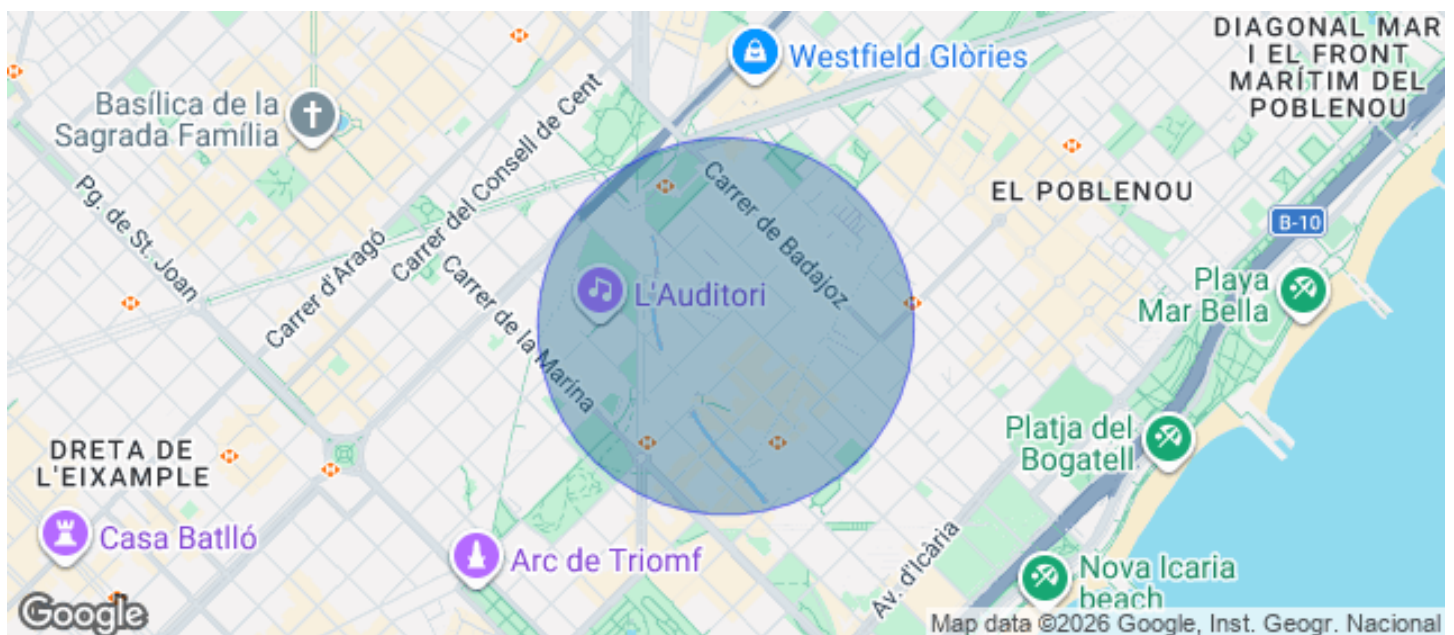 DIAGONAL MAR
I EL FRONT
MARÍTIM DEL
POBLENOU
Westfield Glòries
Basílica de la
Sagrada Família
Carrer del Consell de Cent
Pg. de St. Joan
Carrer d'Aragó
Carrer de Badajoz
EL POBLENOU
B-10
Carrer de la Marina
L'Auditori
Playa
Mar Bella
DRETA DE
L'EIXAMPLE
Platja del
Bogatell
Casa Batlló
Arc de Triomf
Av. d'Icària
Nova Icaria
beach
Google
Map data ©2026 Google, Inst. Geogr. Nacional